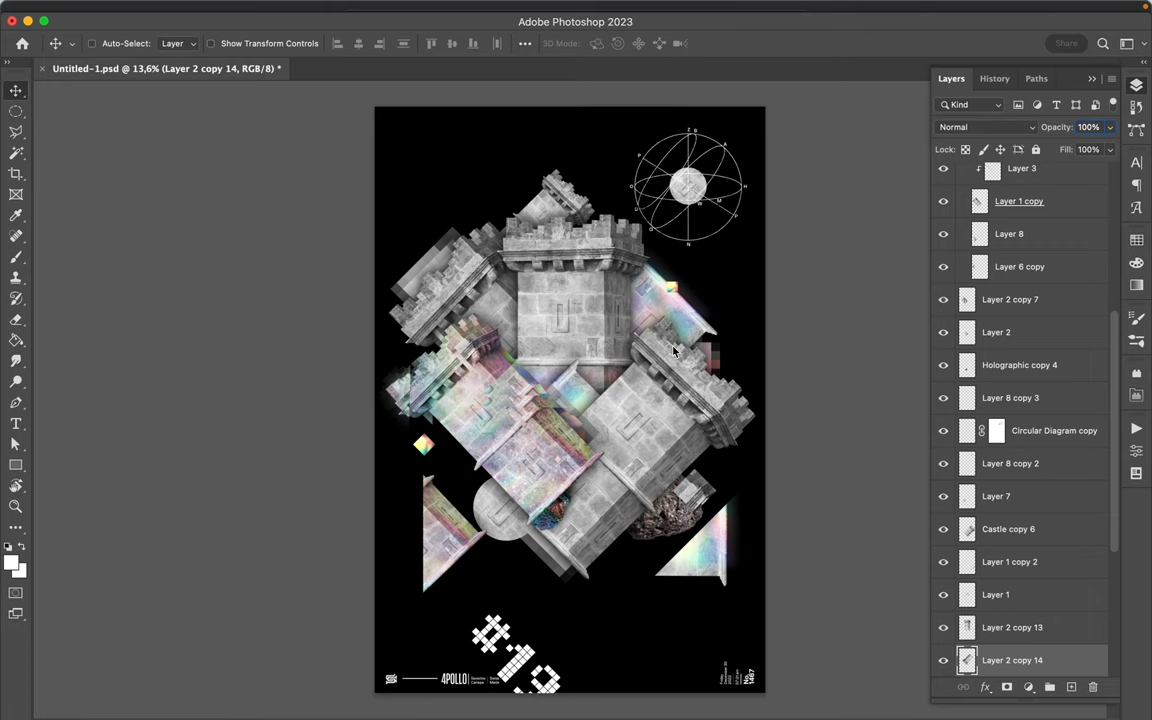 Adobe Photoshop 2023
Auto-Select:
Layer
Show Transform Controls
3D Mode:
Share
Untitled-1.psd @ 13,6% (Layer 2 copy 14, RGB/8) *
Layers
History
Paths
Kind
Normal
Opacity: 100%
Lock:
Fill: 100%
Layer 3
Layer 1 copy
Layer 8
Layer 6 copy
Layer 2 copy 7
Layer 2
Holographic copy 4
Layer 8 copy 3
Circular Diagram copy
Layer 8 copy 2
Layer 7
Castle copy 6
Layer 1 copy 2
Layer 1
Layer 2 copy 13
Layer 2 copy 14
4POLLO
No. 1467